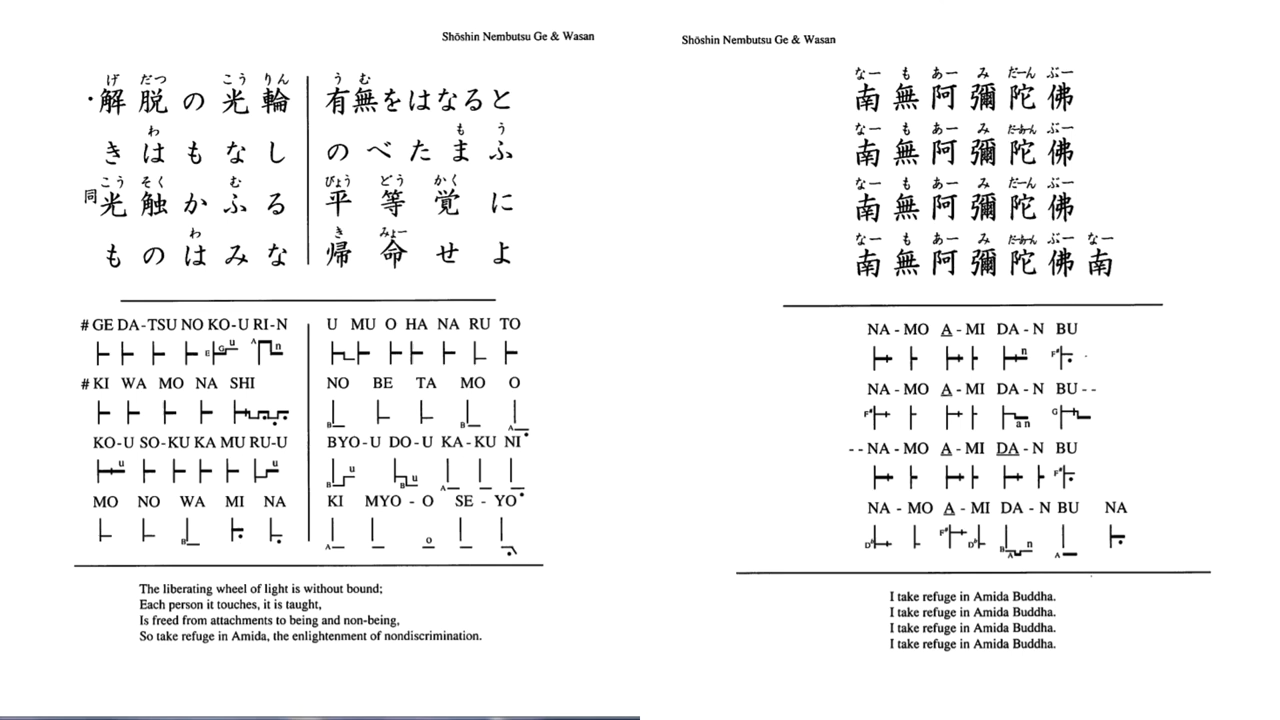 Shōshin Nembutsu Ge & Wasan
げ だつ こう りん
・解脱の光輪
わ
きはもなし
こう そく む
同光触かふる
わ
ものはみな
う む
有無をはなると
も う
のべたまふ
びょう どう かく
平等覚に
き みょー
帰命せよ
# GE DA-TSU NO KO-U RI-N
E G u A n
# KI WA MO NA SHI
KO-U SO-KU KA MU RU-U
u u
MO NO WA MI NA
B
U MU O HA NA RU TO
NO BE TA MO O
B B A
BYO-U DO-U KA-KU NI
B u B u A
KI MYO - O SE - YO
A o
The liberating wheel of light is without bound;
Each person it touches, it is taught,
Is freed from attachments to being and non-being,
So take refuge in Amida, the enlightenment of nondiscrimination.
Shōshin Nembutsu Ge & Wasan
なー も あー み だーん ぶー
南無阿彌陀佛
なー も あー み だーあん ぶー
南無阿彌陀佛
なー も あー み だーん ぶー
南無阿彌陀佛
なー も あー み だーあん ぶー なー
南無阿彌陀佛南
NA - MO A - MI DA - N BU
n F#
NA - MO A - MI DA - N BU - -
F# an G
- - NA - MO A - MI DA - N BU
F#
NA - MO A - MI DA - N BU NA
Db F# Db B A n A
I take refuge in Amida Buddha.
I take refuge in Amida Buddha.
I take refuge in Amida Buddha.
I take refuge in Amida Buddha.